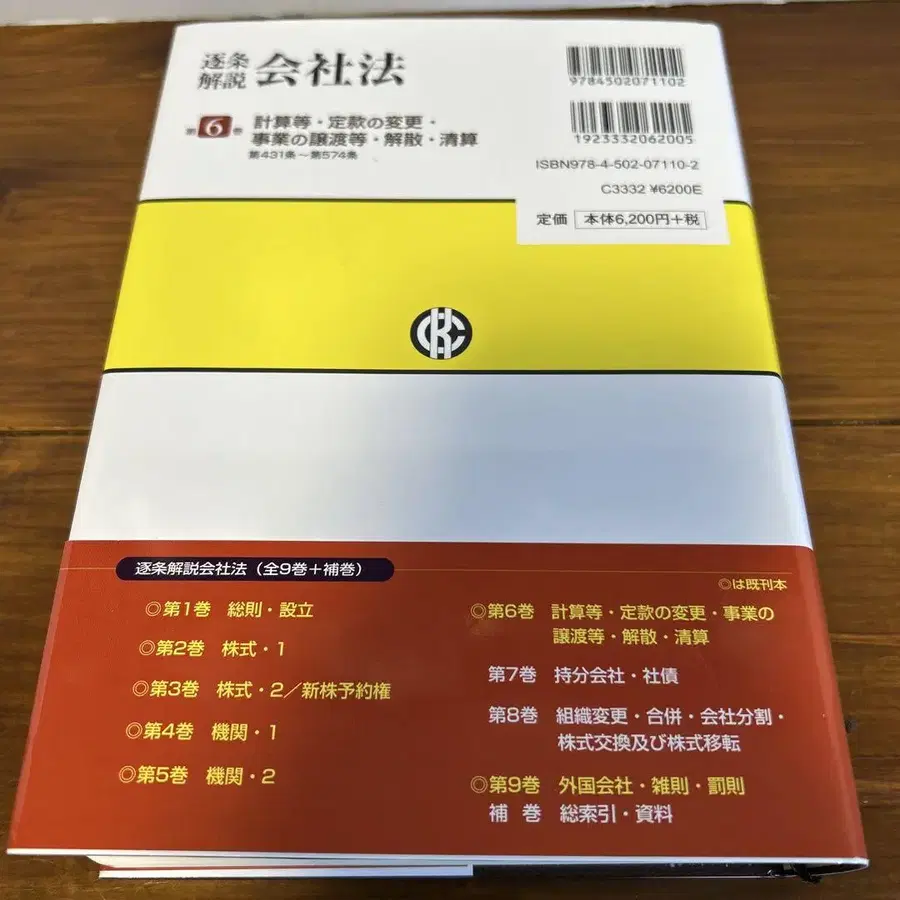 逐条
解説 会社法
第6巻 計算等・定款の変更・
事業の譲渡等・解散・清算
第431条～第574条
9784502071102
1923332062005
ISBN978-4-502-07110-2
C3332 ¥6200E
定価 本体6,200円+税
逐条解説会社法（全9巻＋補巻）
◎は既刊本
◎第1巻 総則・設立
◎第2巻 株式・1
◎第3巻 株式・2／新株予約権
◎第4巻 機関・1
◎第5巻 機関・2
◎第6巻 計算等・定款の変更・事業の
譲渡等・解散・清算
第7巻 持分会社・社債
第8巻 組織変更・合併・会社分割・
株式交換及び株式移転
◎第9巻 外国会社・雑則・罰則
補巻 総索引・資料